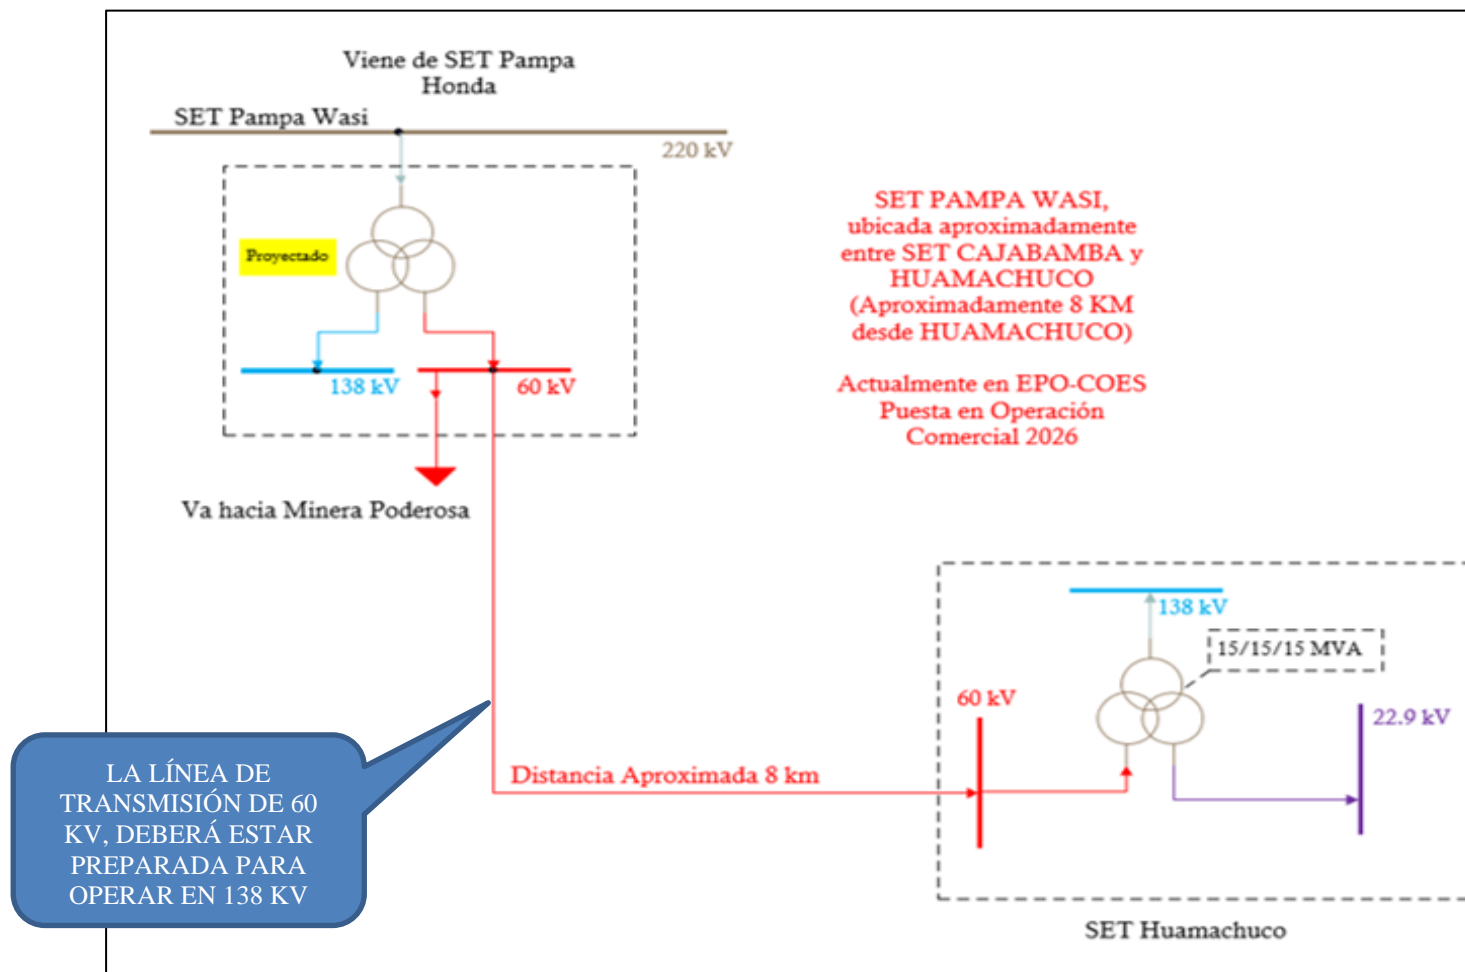 Viene de SET Pampa
Honda
SET Pampa Wasi
220 kV
Proyectado
138 kV
60 kV
Va hacia Minera Poderosa
SET PAMPA WASI,
ubicada aproximadamente
entre SET CAJABAMBA y
HUAMACHUCO
(Aproximadamente 8 KM
desde HUAMACHUCO)
Actualmente en EPO-COES
Puesta en Operación
Comercial 2026
138 kV
15/15/15 MVA
60 kV
22.9 kV
LA LÍNEA DE
TRANSMISIÓN DE 60
KV, DEBERÁ ESTAR
PREPARADA PARA
OPERAR EN 138 KV
Distancia Aproximada 8 km
SET Huamachuco